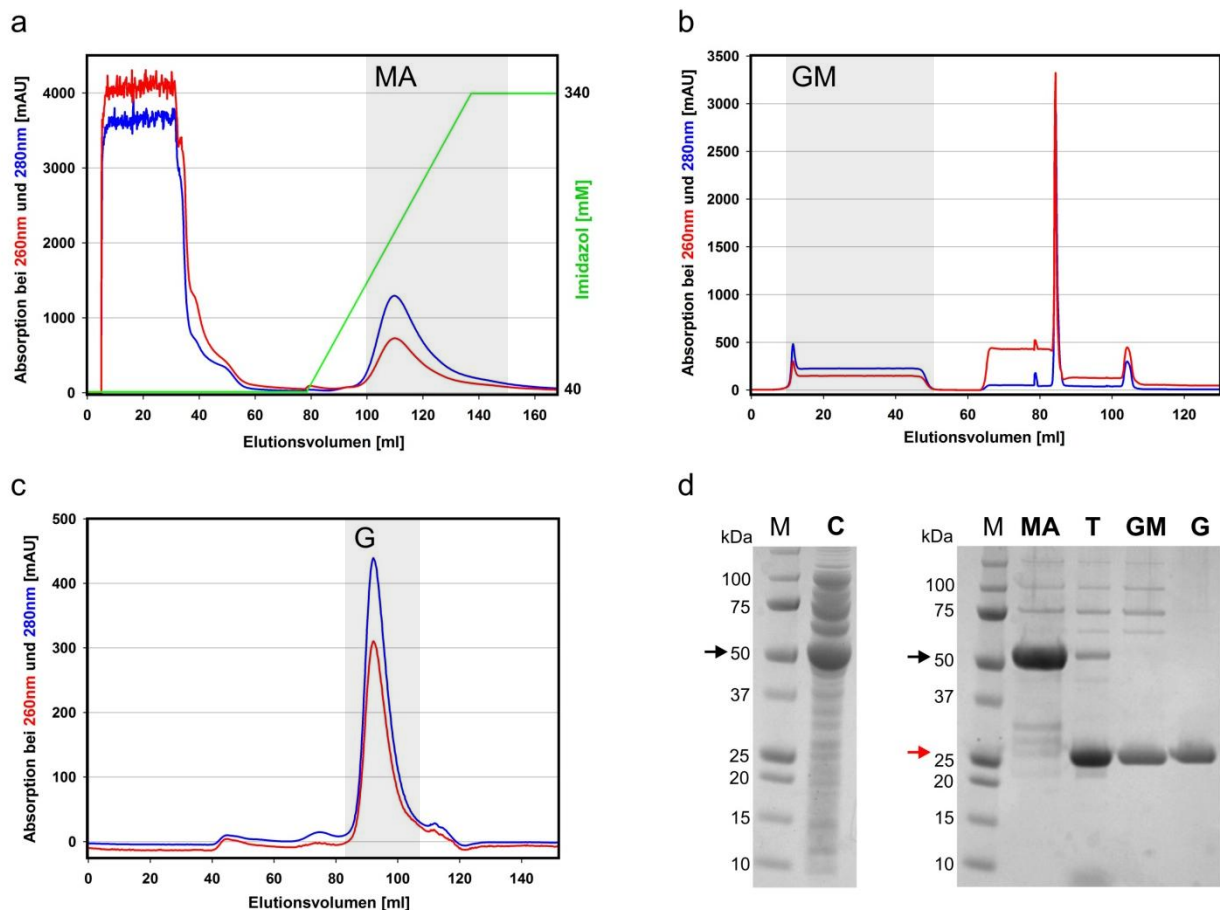 a
Absorption bei 260nm und 280nm [mAU]
4000
3000
2000
1000
0
MA
340
40
Imidazol [mM]
0 20 40 60 80 100 120 140 160
Elutionsvolumen [ml]
b
Absorption bei 260nm und 280nm [mAU]
3500
3000
2500
2000
1500
1000
500
0
GM
0 20 40 60 80 100 120
Elutionsvolumen [ml]
c
Absorption bei 260nm und 280nm [mAU]
500
400
300
200
100
0
G
0 20 40 60 80 100 120 140
Elutionsvolumen [ml]
d
M C
kDa
100
75
50
37
25
20
15
10
M MA T GM G
kDa
100
75
50
37
25
20
15
10